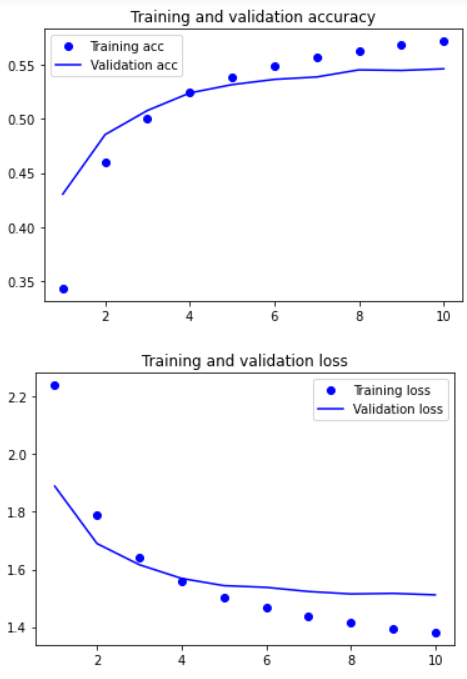 Training and validation accuracy
Training acc
Validation acc
0.55
0.50
0.45
0.40
0.35
2 4 6 8 10
Training and validation loss
Training loss
Validation loss
2.2
2.0
1.8
1.6
1.4
2 4 6 8 10